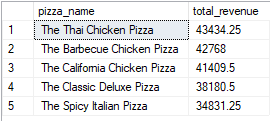 pizza_name total_revenue
1 The Thai Chicken Pizza 43434.25
2 The Barbecue Chicken Pizza 42768
3 The California Chicken Pizza 41409.5
4 The Classic Deluxe Pizza 38180.5
5 The Spicy Italian Pizza 34831.25